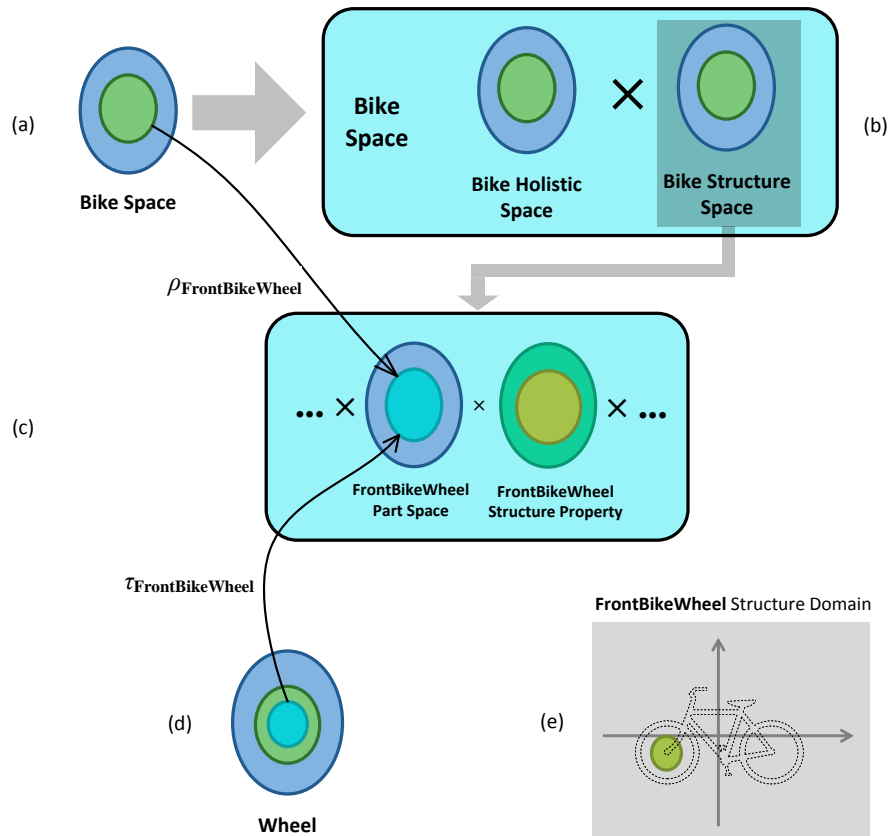 (a)
Bike Space
Bike
Space
×
Bike Holistic
Space
Bike Structure
Space
(b)
ρFrontBikeWheel
(c)
... × × × ...
FrontBikeWheel
Part Space
FrontBikeWheel
Structure Property
τFrontBikeWheel
(d)
Wheel
FrontBikeWheel Structure Domain
(e)